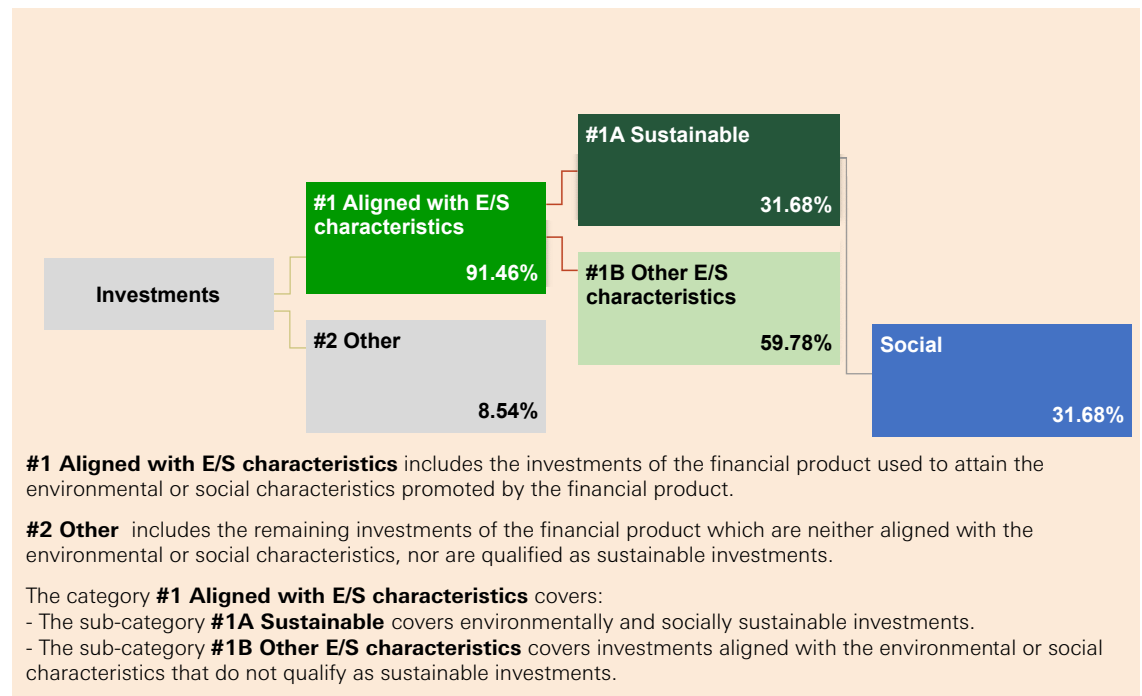 #1A Sustainable
31.68%
#1 Aligned with E/S
characteristics
91.46%
#1B Other E/S
characteristics
59.78%
Investments
#2 Other
8.54%
Social
31.68%
#1 Aligned with E/S characteristics includes the investments of the financial product used to attain the
environmental or social characteristics promoted by the financial product.
#2 Other includes the remaining investments of the financial product which are neither aligned with the
environmental or social characteristics, nor are qualified as sustainable investments.
The category #1 Aligned with E/S characteristics covers:
- The sub-category #1A Sustainable covers environmentally and socially sustainable investments.
- The sub-category #1B Other E/S characteristics covers investments aligned with the environmental or social
characteristics that do not qualify as sustainable investments.